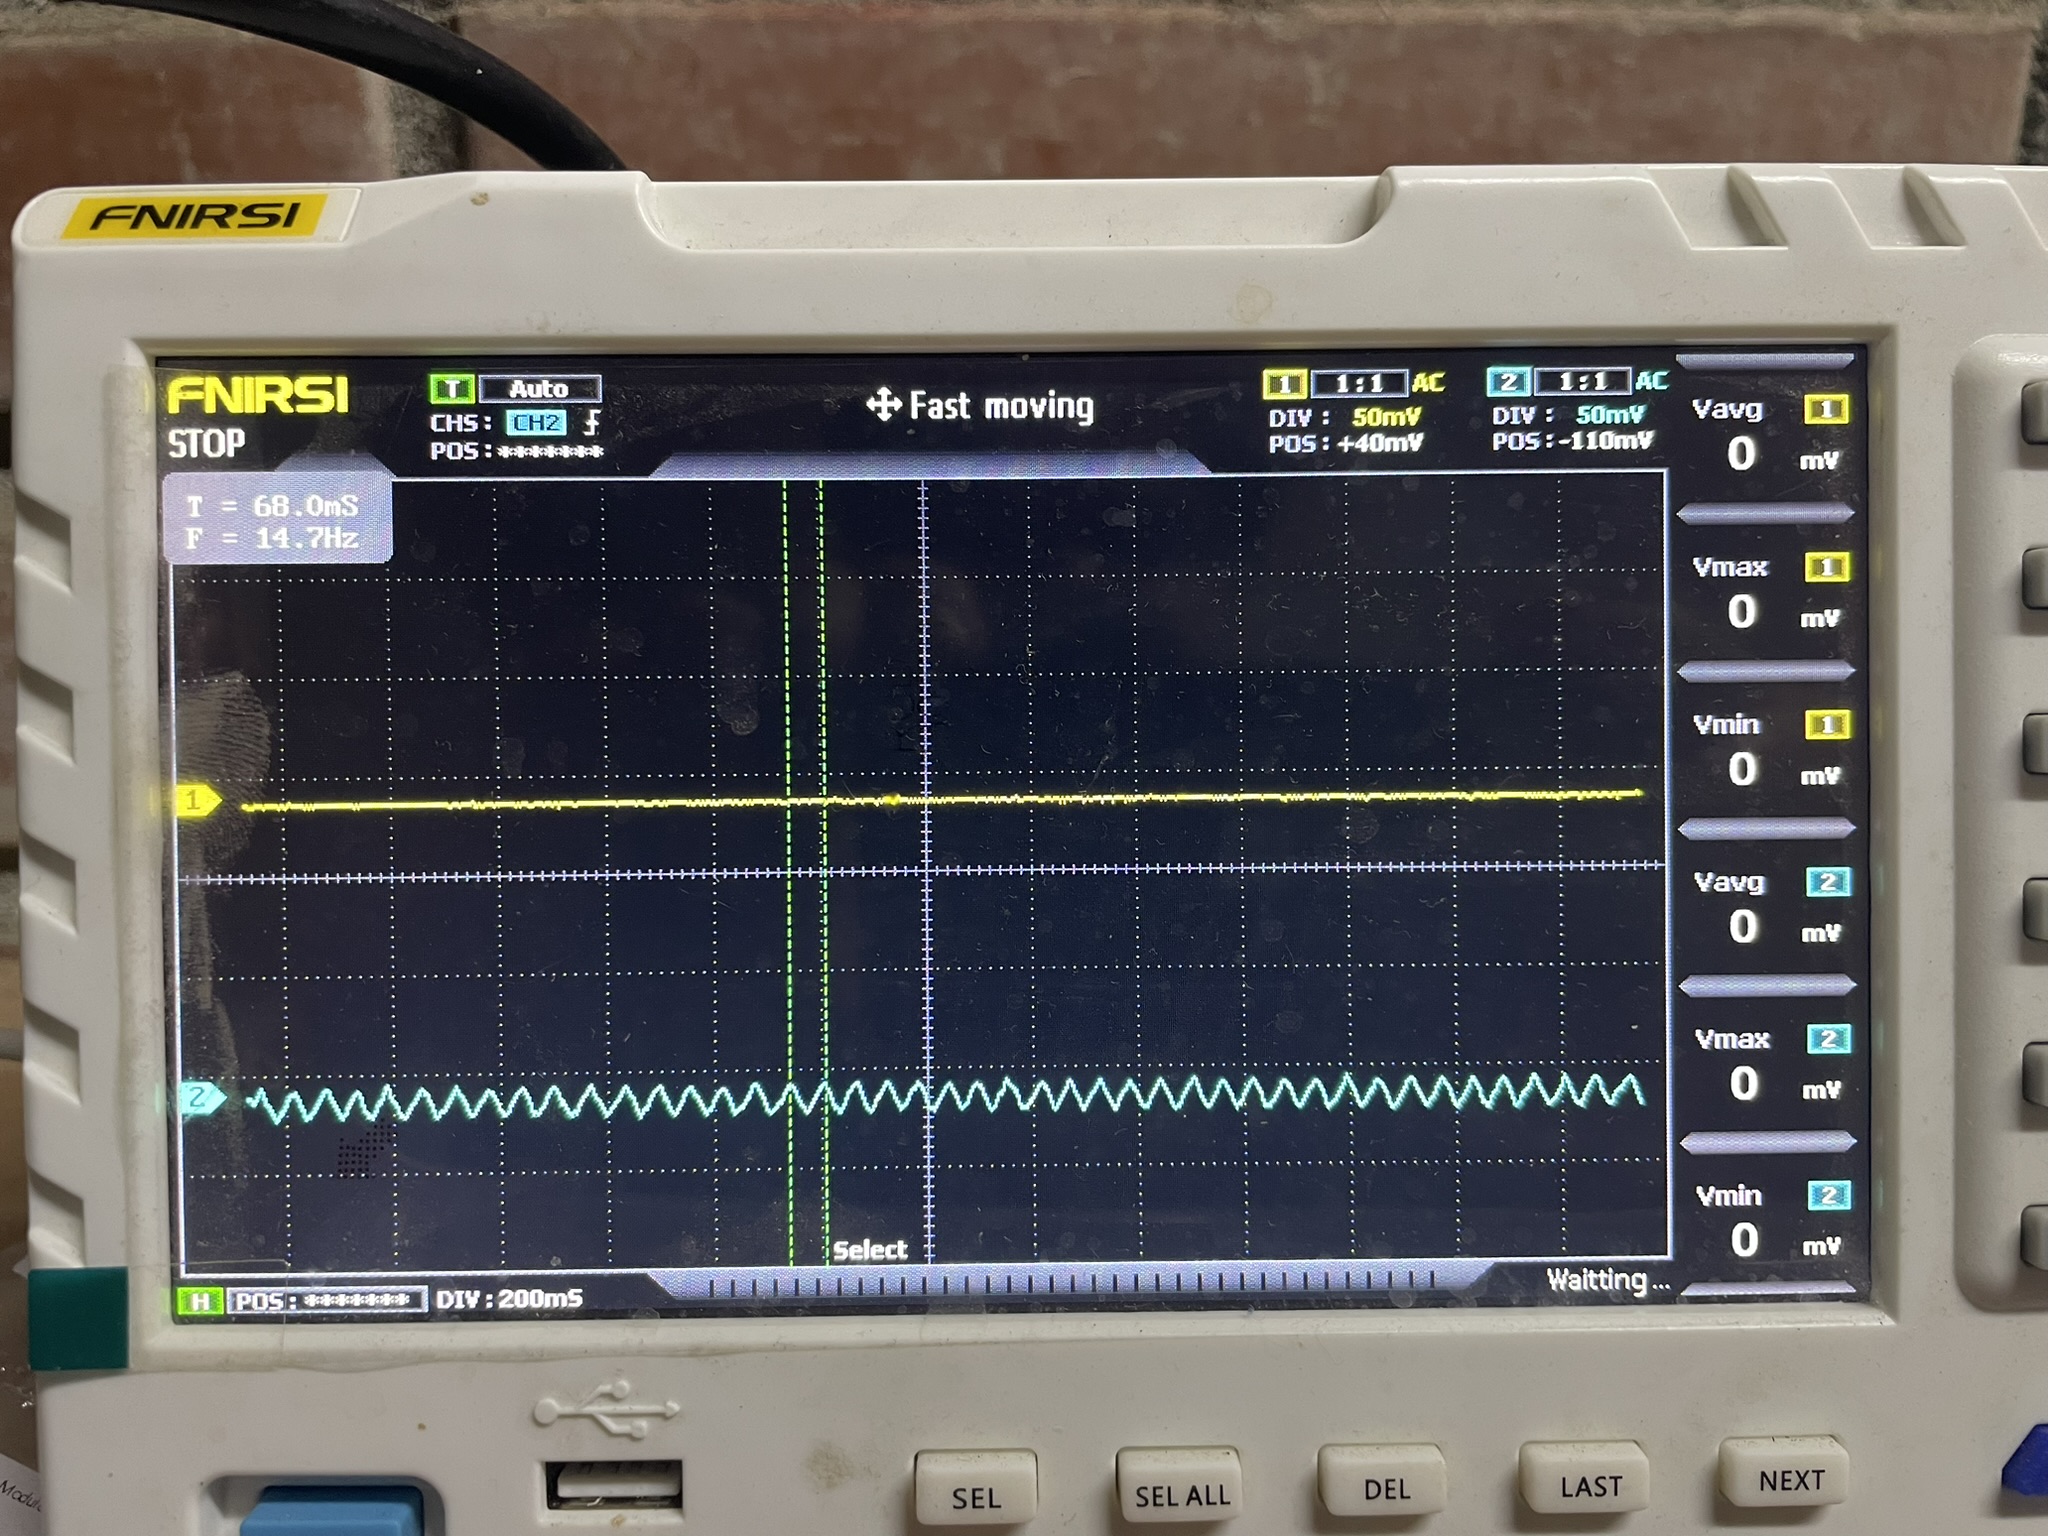 FNIRSI
FNIRSI
STOP
T Auto
CHS: CH2
POS:********
Fast moving
1 1:1 AC
DIV: 50mV
POS:+40mV
2 1:1 AC
DIV: 50mV
POS:-110mV
T = 68.0mS
F = 14.7Hz
Vavg 1
0 mV
Vmax 1
0 mV
Vmin 1
0 mV
Vavg 2
0 mV
Vmax 2
0 mV
Vmin 2
0 mV
1
2
Select
H POS:******** DIV:200mS
Waitting...
SEL
SEL ALL
DEL
LAST
NEXT